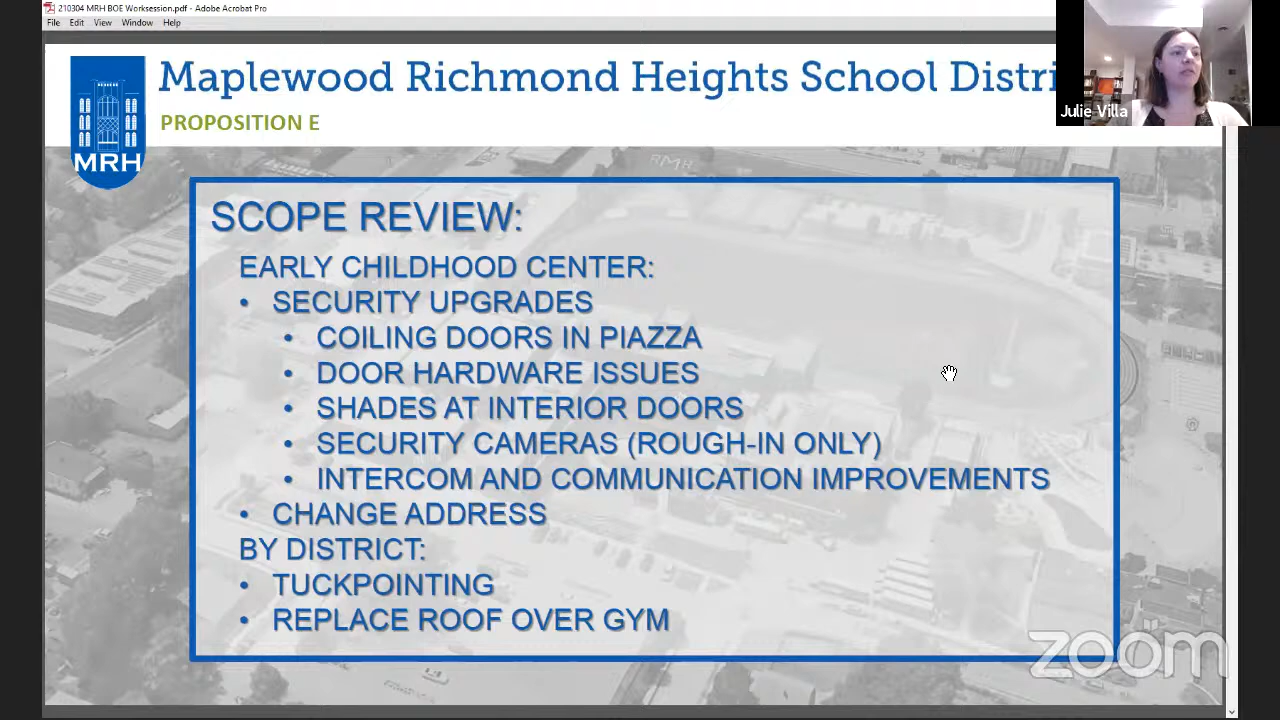 210304 MRH BOE Worksession.pdf - Adobe Acrobat Pro
File Edit View Window Help
Maplewood Richmond Heights School Distri
PROPOSITION E
MRH
Julie Villa
RMH
SCOPE REVIEW:
EARLY CHILDHOOD CENTER:
• SECURITY UPGRADES
• COILING DOORS IN PIAZZA
• DOOR HARDWARE ISSUES
• SHADES AT INTERIOR DOORS
• SECURITY CAMERAS (ROUGH-IN ONLY)
• INTERCOM AND COMMUNICATION IMPROVEMENTS
• CHANGE ADDRESS
BY DISTRICT:
• TUCKPOINTING
• REPLACE ROOF OVER GYM
zoom